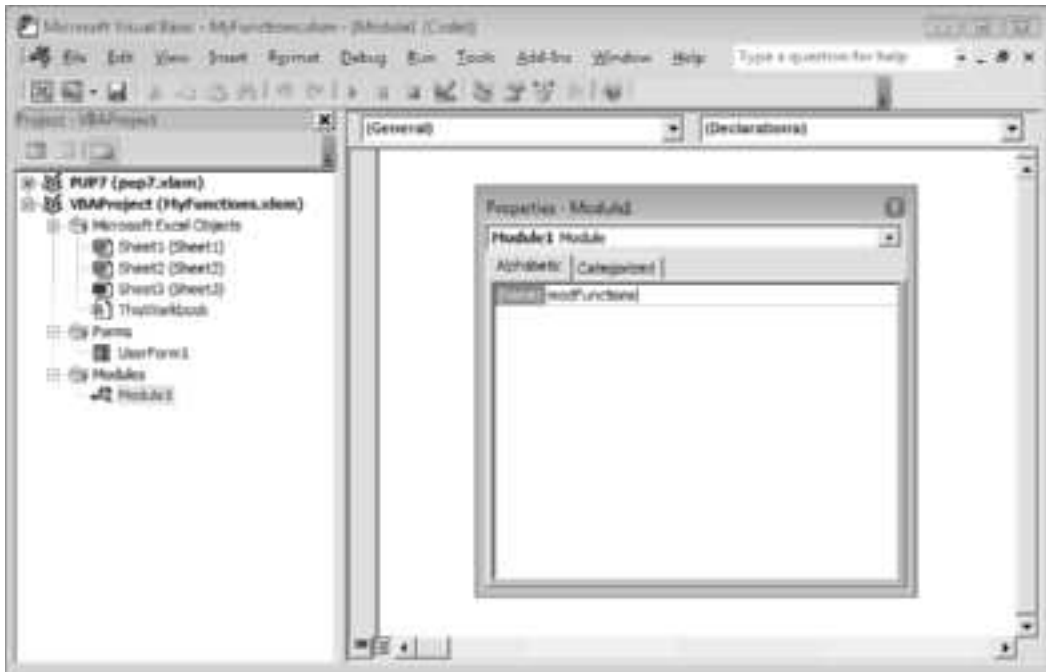 Microsoft Visual Basic - MyFunctions.xlsm - [Module1 (Code)]
File Edit View Insert Format Debug Run Tools Add-Ins Window Help Type a question for help
Project - VBAProject
(General) (Declarations)
PUP7 (pup7.xlam)
VBAProject (MyFunctions.xlsm)
Microsoft Excel Objects
Sheet1 (Sheet1)
Sheet2 (Sheet2)
Sheet3 (Sheet3)
ThisWorkbook
Forms
UserForm1
Modules
Module1
Properties - Module1
Module1 Module
Alphabetic Categorized
(Name) modFunctions